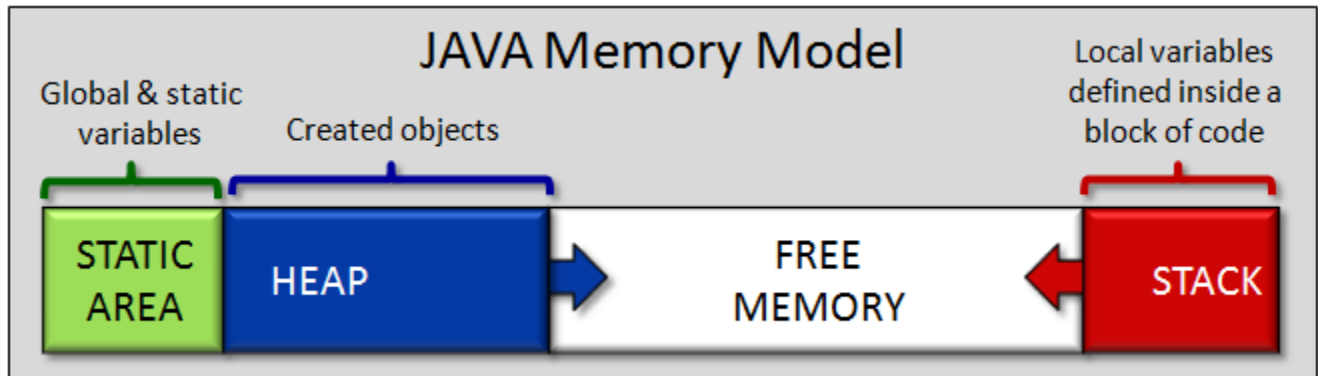 JAVA Memory Model
Global & static
variables
Created objects
Local variables
defined inside a
block of code
STATIC
AREA
HEAP
FREE
MEMORY
STACK